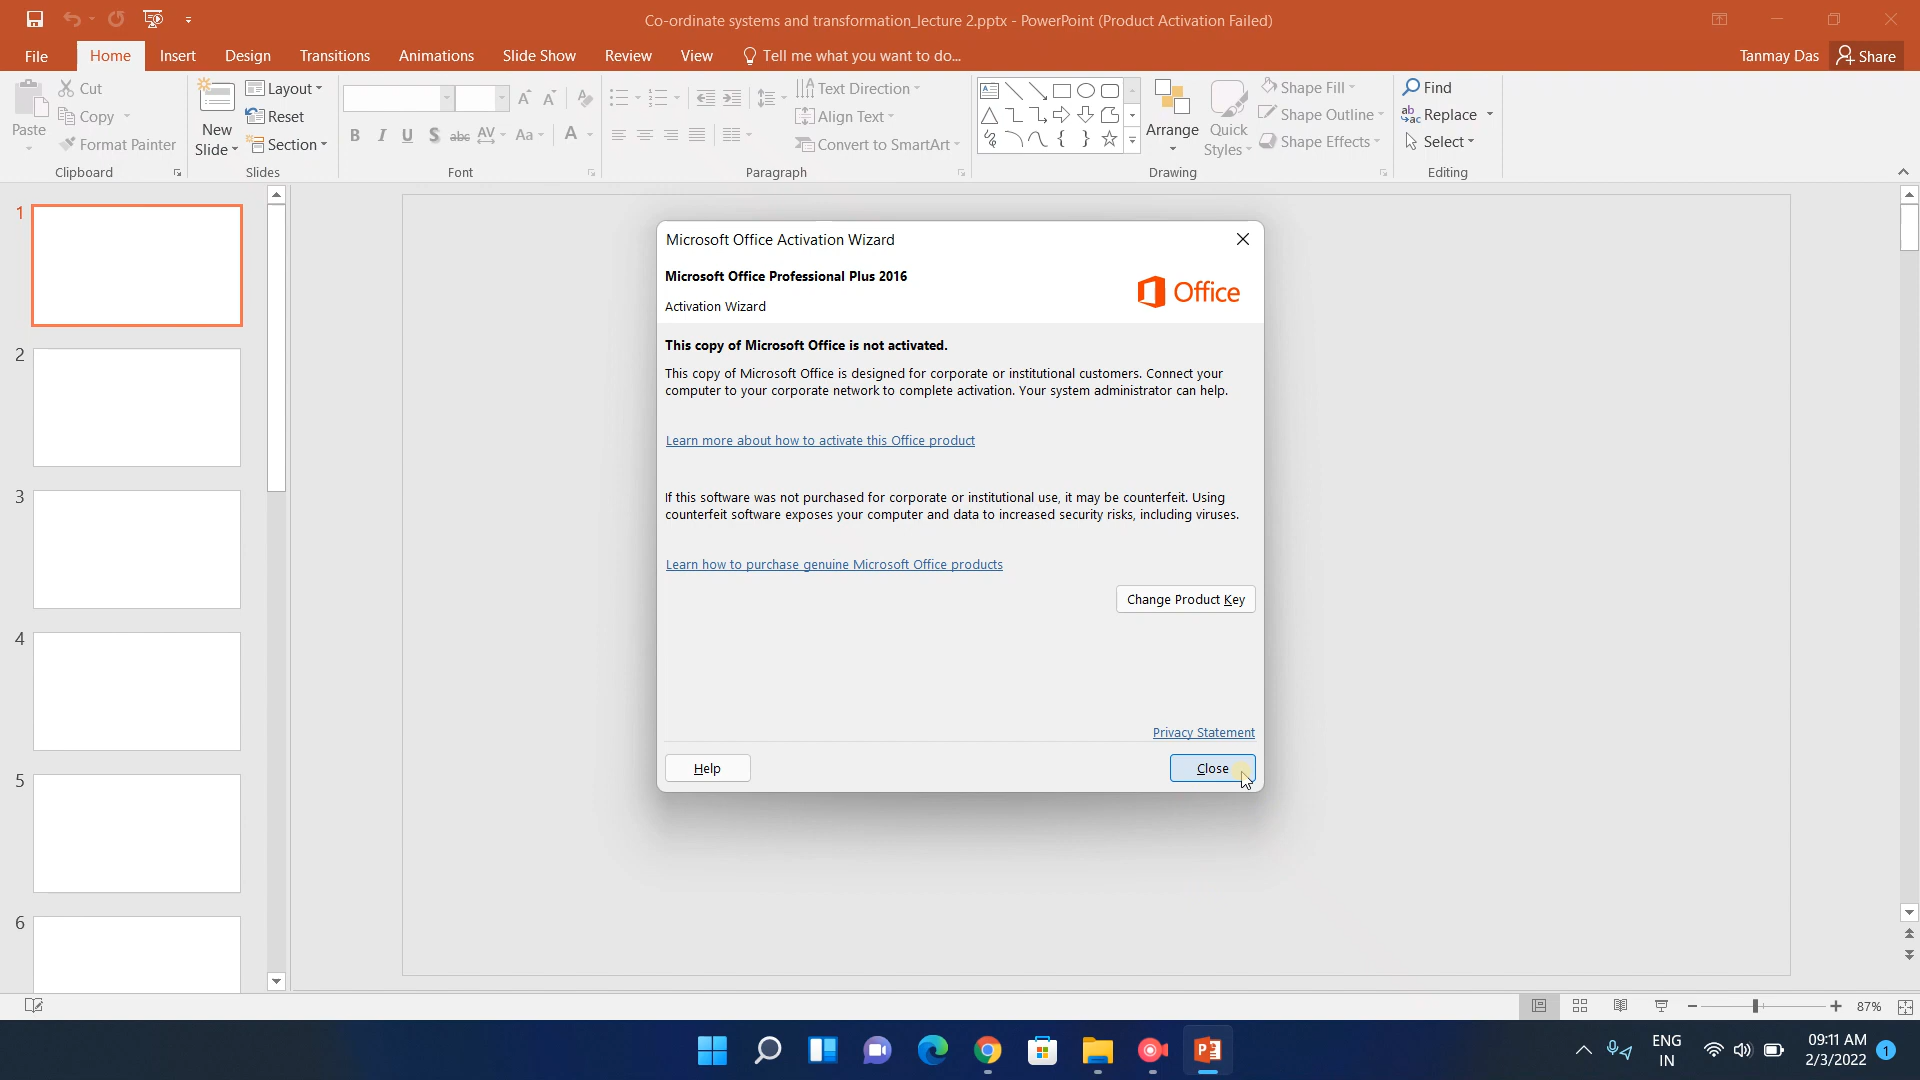 Co-ordinate systems and transformation_lecture 2.pptx - PowerPoint (Product Activation Failed)
File Home Insert Design Transitions Animations Slide Show Review View Tell me what you want to do... Tanmay Das Share
Paste
Cut
Copy
Format Painter
Clipboard
New Slide
Layout
Reset
Section
Slides
Font
Text Direction
Align Text
Convert to SmartArt
Paragraph
Arrange
Quick Styles
Shape Fill
Shape Outline
Shape Effects
Drawing
Find
Replace
Select
Editing
1
2
3
4
5
6
Microsoft Office Activation Wizard
Microsoft Office Professional Plus 2016
Activation Wizard
Office
This copy of Microsoft Office is not activated.
This copy of Microsoft Office is designed for corporate or institutional customers. Connect your
computer to your corporate network to complete activation. Your system administrator can help.
Learn more about how to activate this Office product
If this software was not purchased for corporate or institutional use, it may be counterfeit. Using
counterfeit software exposes your computer and data to increased security risks, including viruses.
Learn how to purchase genuine Microsoft Office products
Change Product Key
Privacy Statement
Help Close
87%
ENG
IN
09:11 AM
2/3/2022
1